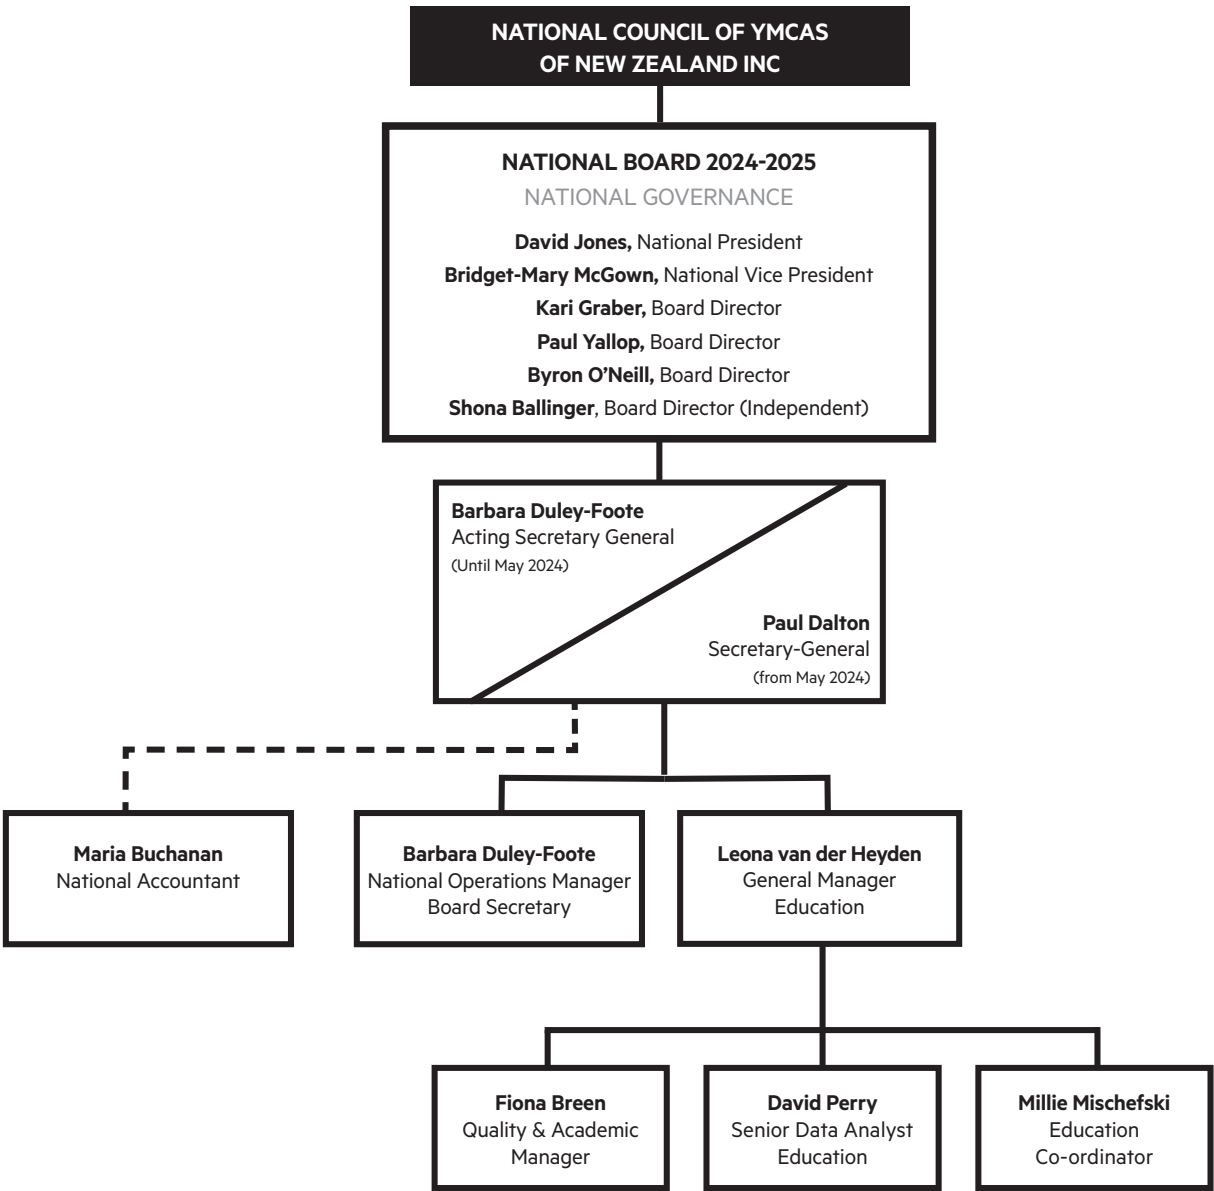 NATIONAL COUNCIL OF YMCAS
OF NEW ZEALAND INC
NATIONAL BOARD 2024-2025
NATIONAL GOVERNANCE
David Jones, National President
Bridget-Mary McGown, National Vice President
Kari Graber, Board Director
Paul Yallop, Board Director
Byron O’Neill, Board Director
Shona Ballinger, Board Director (Independent)
Barbara Duley-Foote
Acting Secretary General
(Until May 2024)
Paul Dalton
Secretary-General
(from May 2024)
Maria Buchanan
National Accountant
Barbara Duley-Foote
National Operations Manager
Board Secretary
Leona van der Heyden
General Manager
Education
Fiona Breen
Quality & Academic
Manager
David Perry
Senior Data Analyst
Education
Millie Mischefski
Education
Co-ordinator